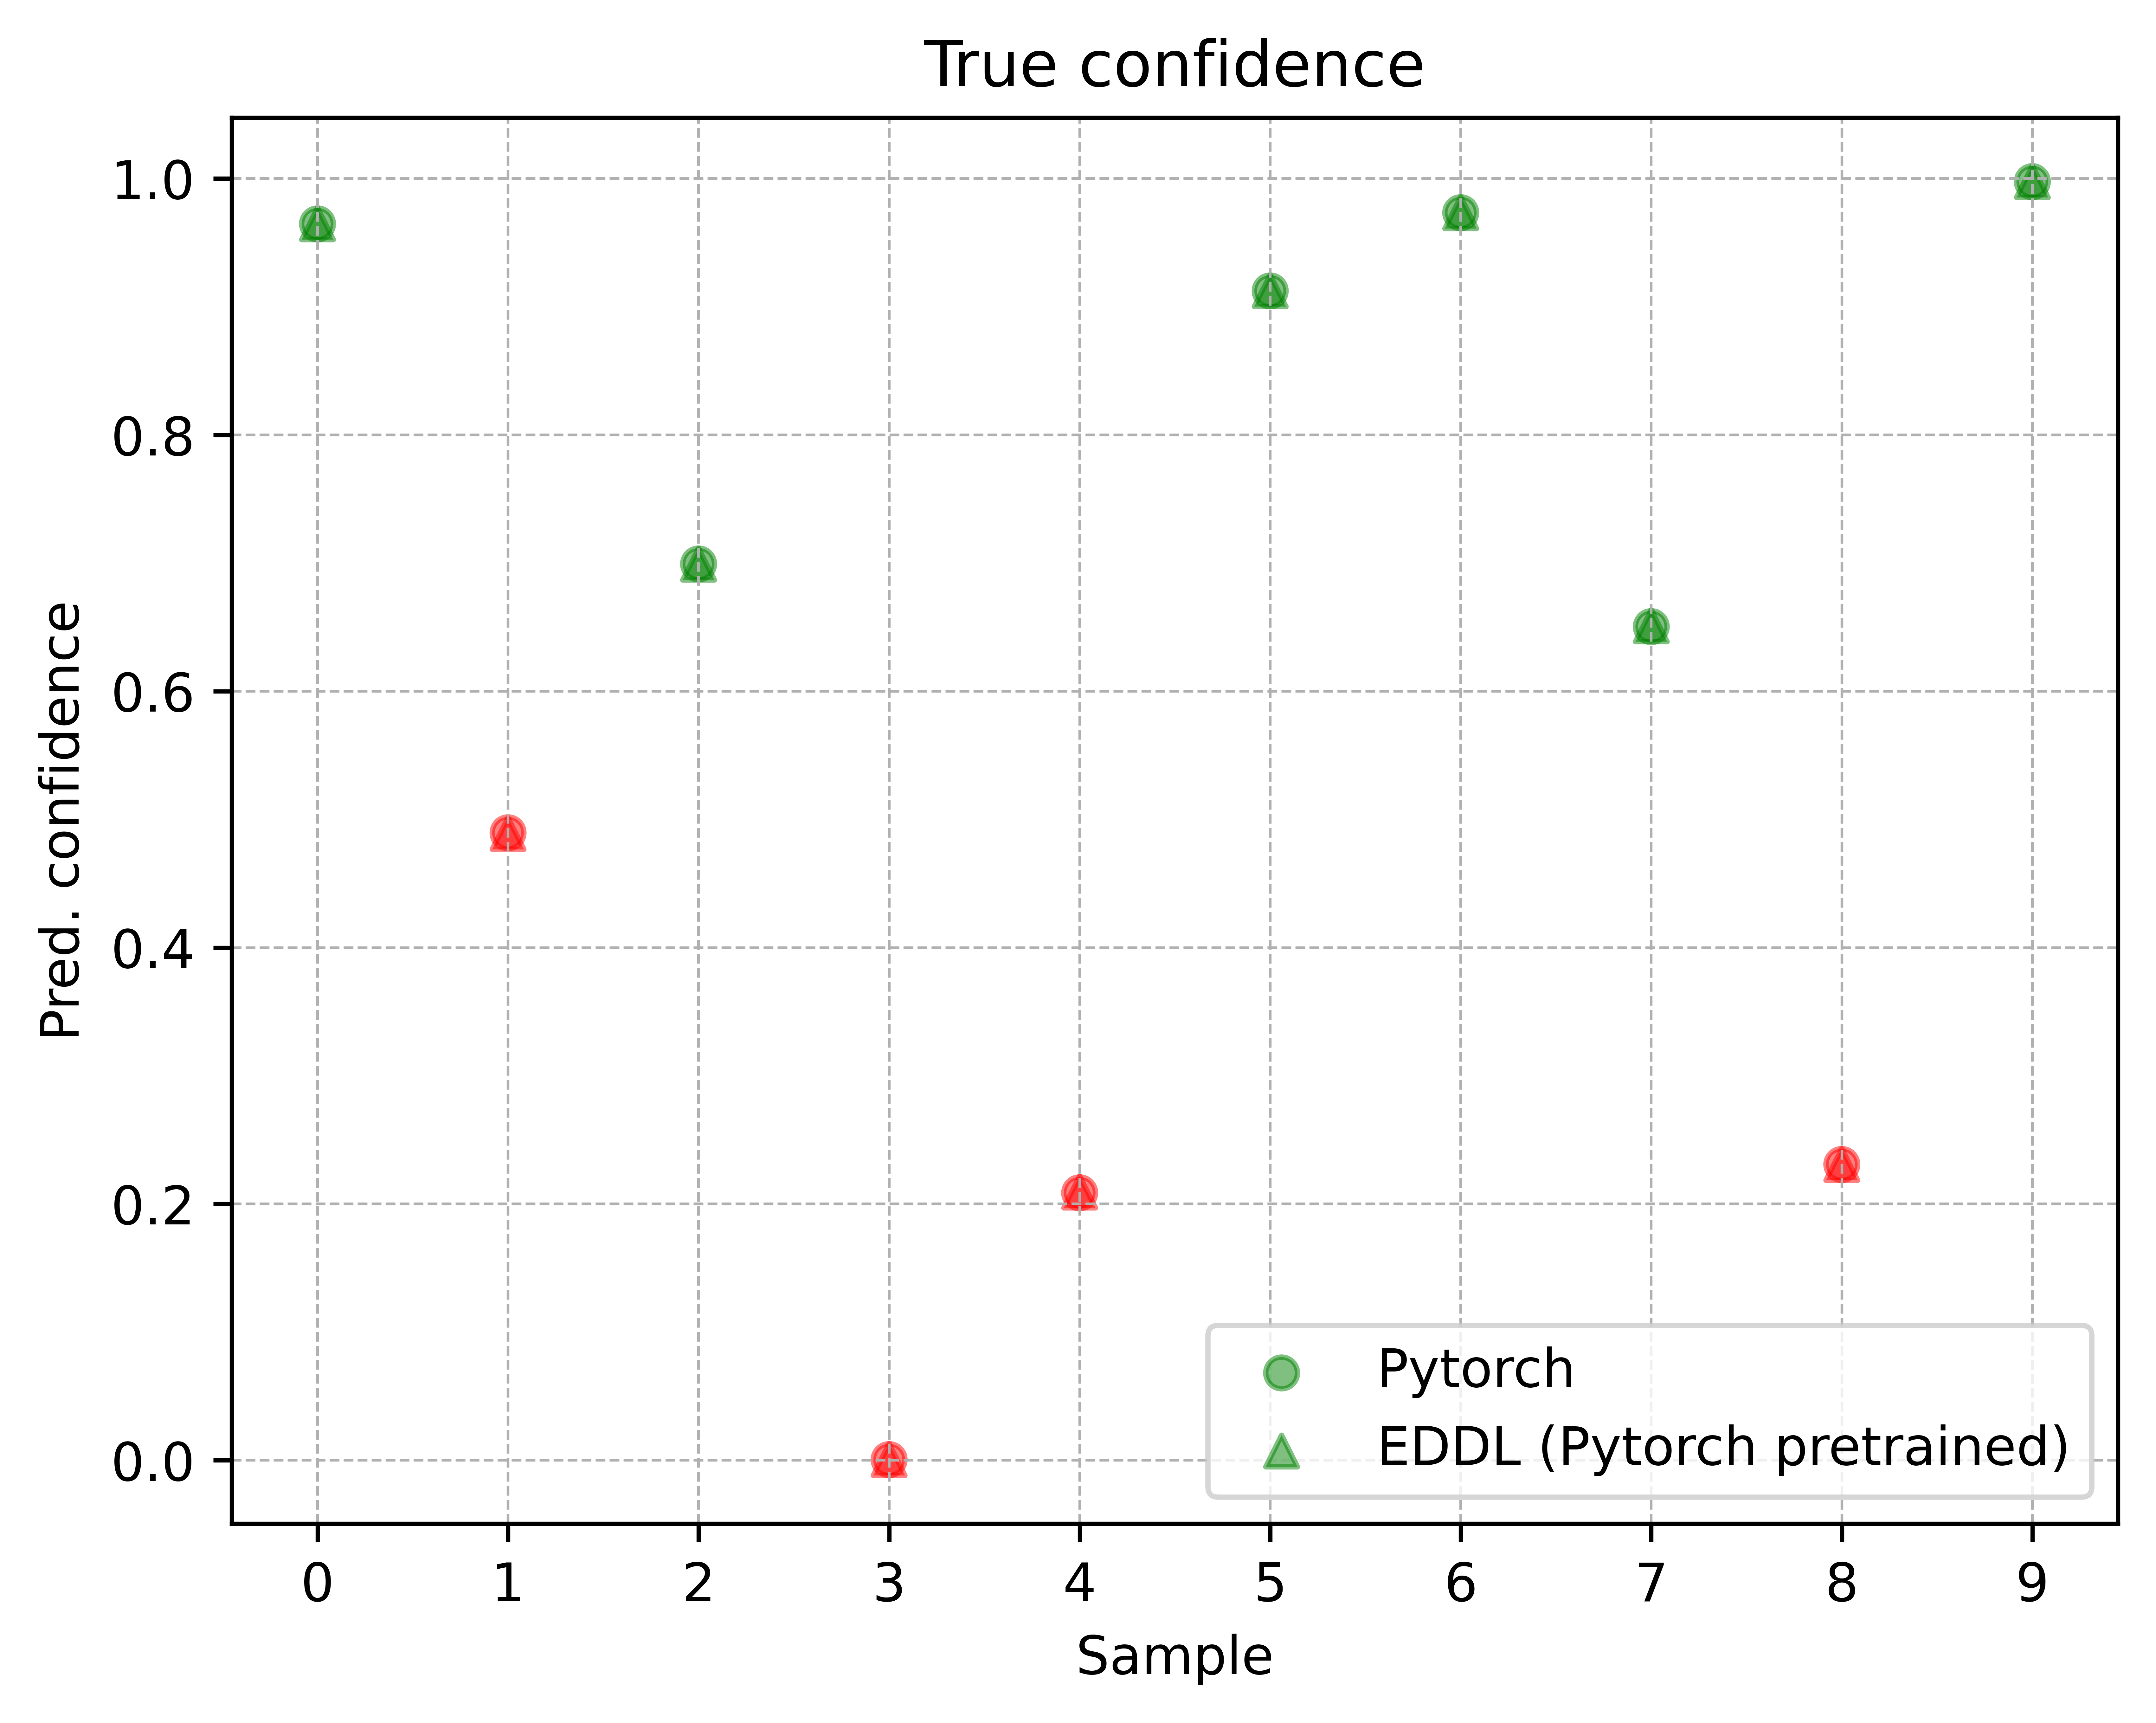 True confidence
Pred. confidence
1.0
0.8
0.6
0.4
0.2
0.0
Pytorch
EDDL (Pytorch pretrained)
0 1 2 3 4 5 6 7 8 9
Sample